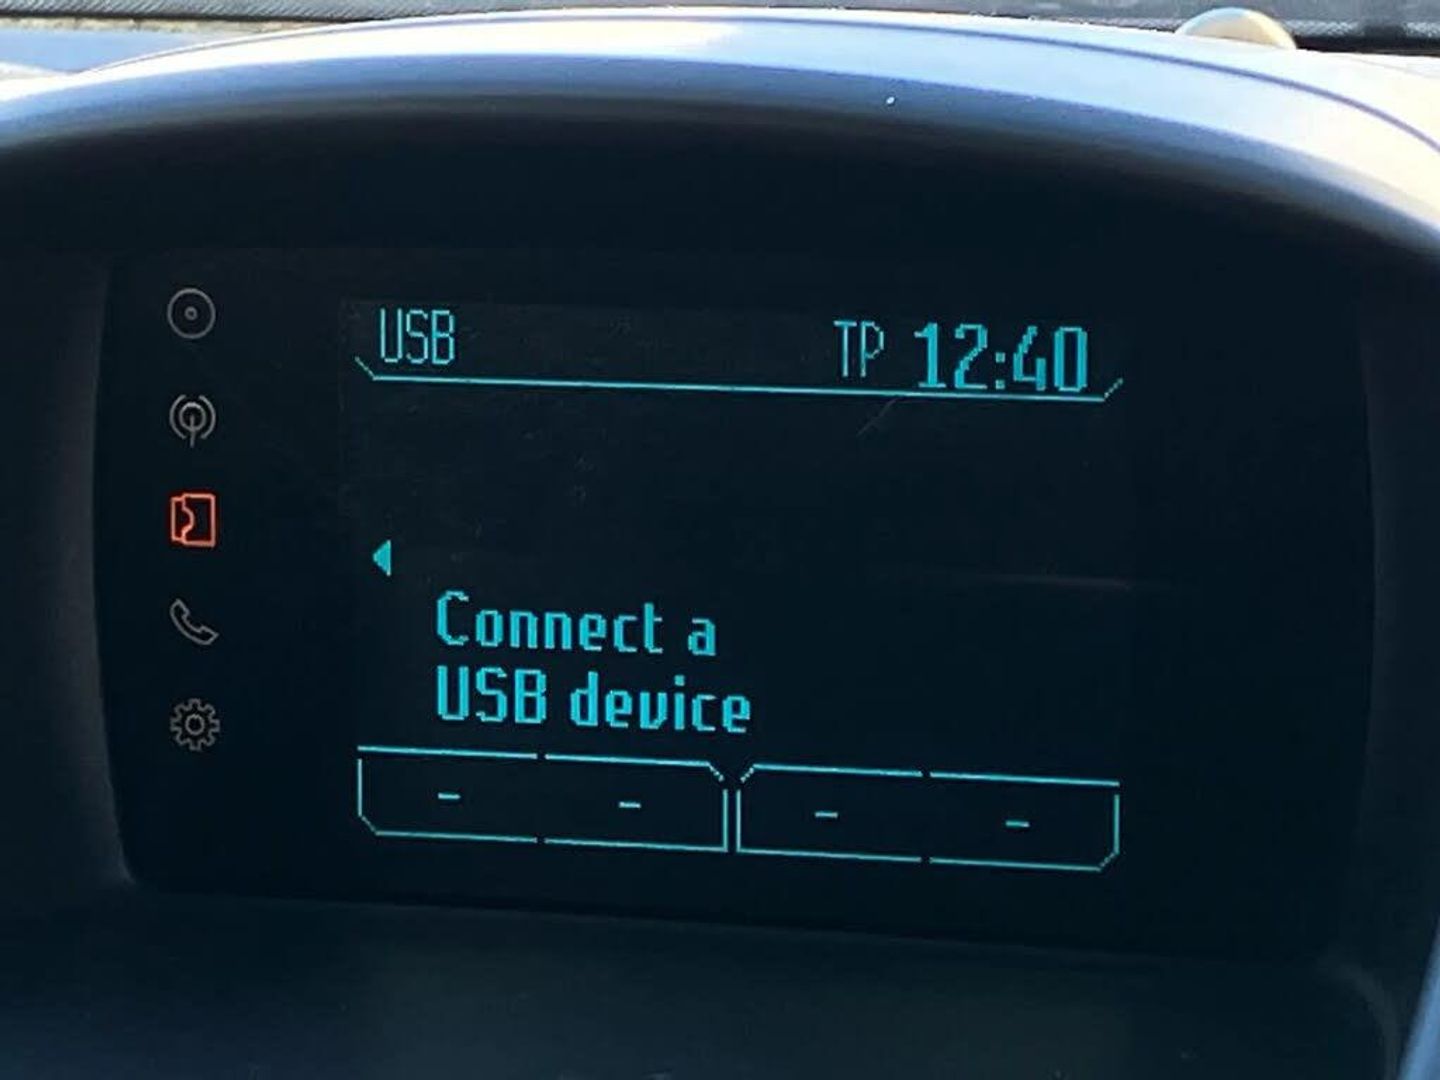 USB TP 12:40
Connect a
USB device
- - - -